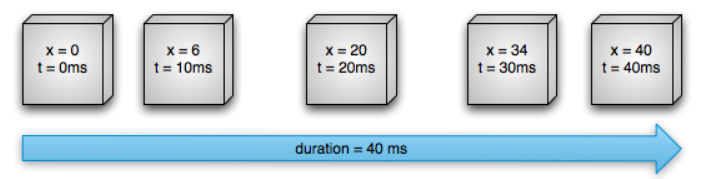 x = 0
t = 0ms
x = 6
t = 10ms
x = 20
t = 20ms
x = 34
t = 30ms
x = 40
t = 40ms
duration = 40 ms